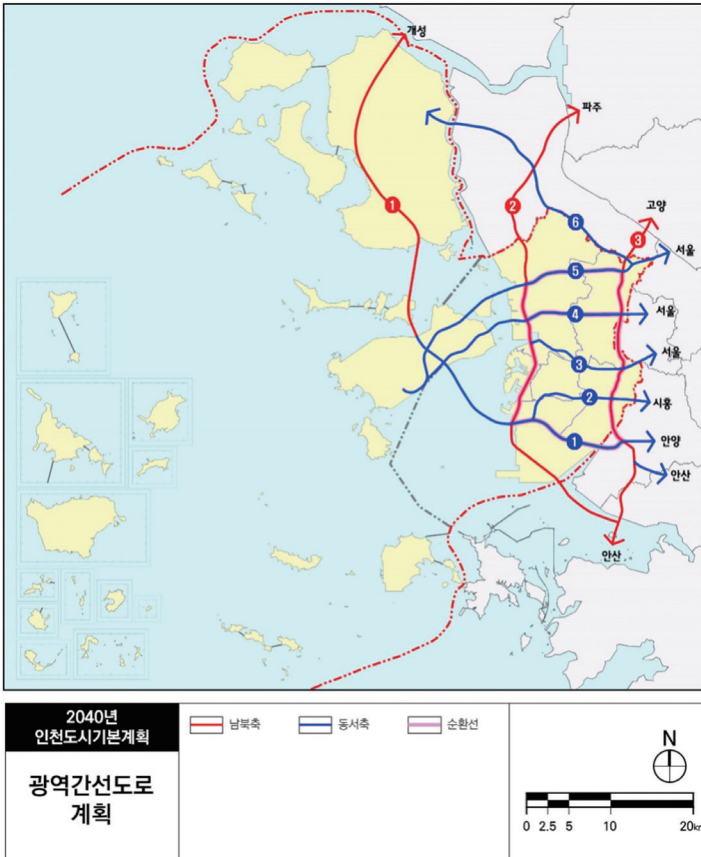 개성
파주
1
2
고양
3
6
서울
5
4
서울
3
서울
2
시흥
1
안양
안산
안산
2040년
인천도시기본계획
광역간선도로
계획
남북축
동서축
순환선
N
0 2.5 5 10 20km